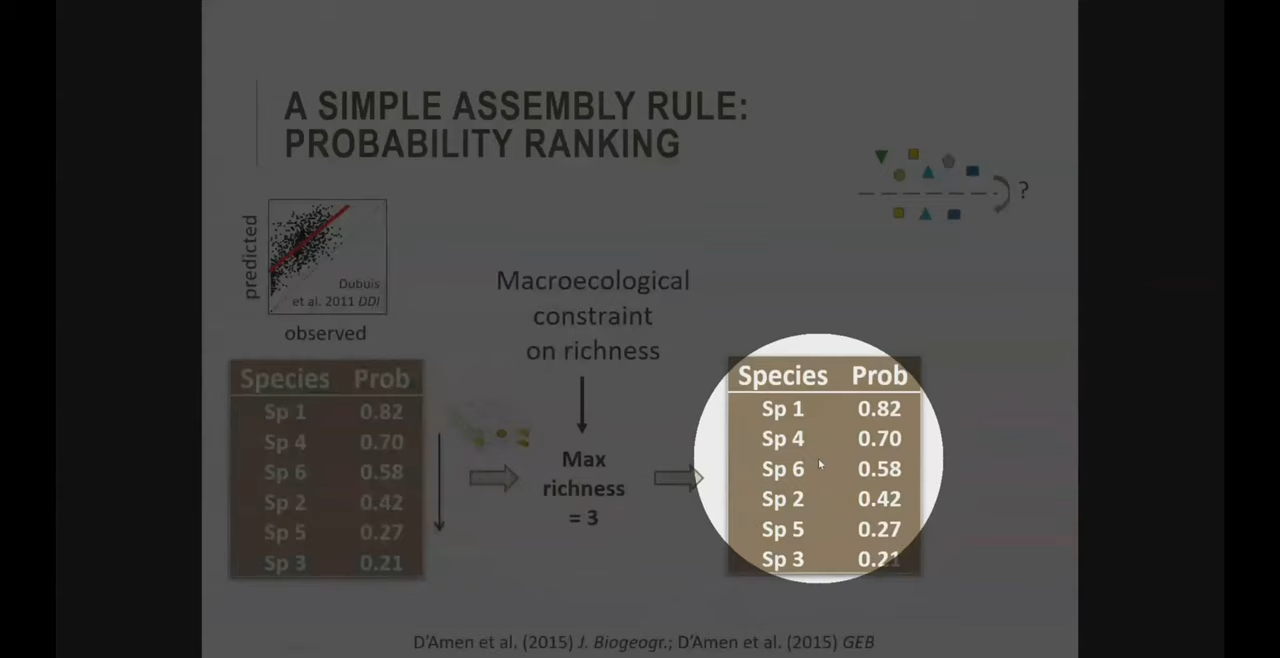 A SIMPLE ASSEMBLY RULE:
PROBABILITY RANKING
?
predicted
Dubuis
et al. 2011 DDI
observed
Macroecological
constraint
on richness
Species Prob
Sp 1 0.82
Sp 4 0.70
Sp 6 0.58
Sp 2 0.42
Sp 5 0.27
Sp 3 0.21
Max
richness
= 3
Species Prob
Sp 1 0.82
Sp 4 0.70
Sp 6 0.58
Sp 2 0.42
Sp 5 0.27
Sp 3 0.21
D'Amen et al. (2015) J. Biogeogr.; D'Amen et al. (2015) GEB